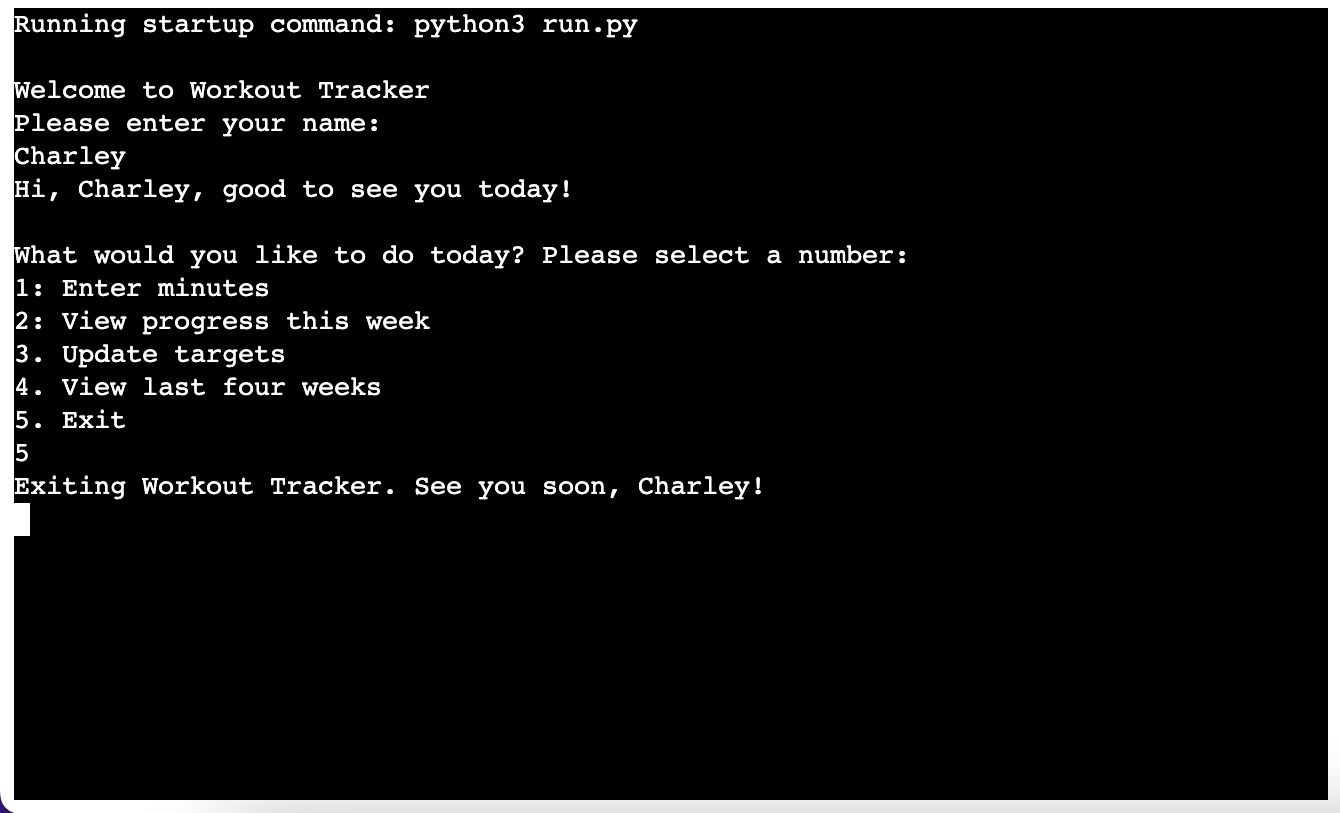 Running startup command: python3 run.py
Welcome to Workout Tracker
Please enter your name:
Charley
Hi, Charley, good to see you today!
What would you like to do today? Please select a number:
1: Enter minutes
2: View progress this week
3. Update targets
4. View last four weeks
5. Exit
5
Exiting Workout Tracker. See you soon, Charley!